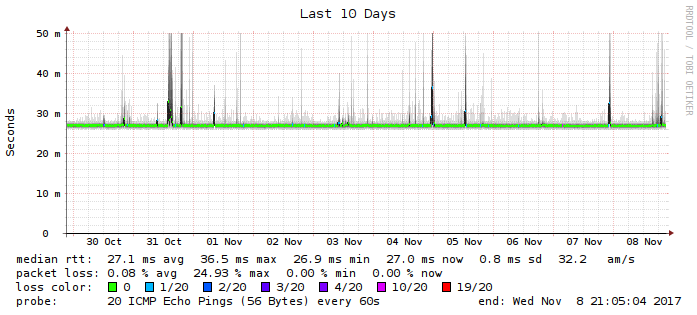 Last 10 Days
RRDTOOL / TOBI OETIKER
Seconds
50 m
40 m
30 m
20 m
10 m
0
30 Oct 31 Oct 01 Nov 02 Nov 03 Nov 04 Nov 05 Nov 06 Nov 07 Nov 08 Nov
median rtt: 27.1 ms avg 36.5 ms max 26.9 ms min 27.0 ms now 0.8 ms sd 32.2 am/s
packet loss: 0.08 % avg 24.93 % max 0.00 % min 0.00 % now
loss color: 0 1/20 2/20 3/20 4/20 10/20 19/20
probe: 20 ICMP Echo Pings (56 Bytes) every 60s end: Wed Nov 8 21:05:04 2017